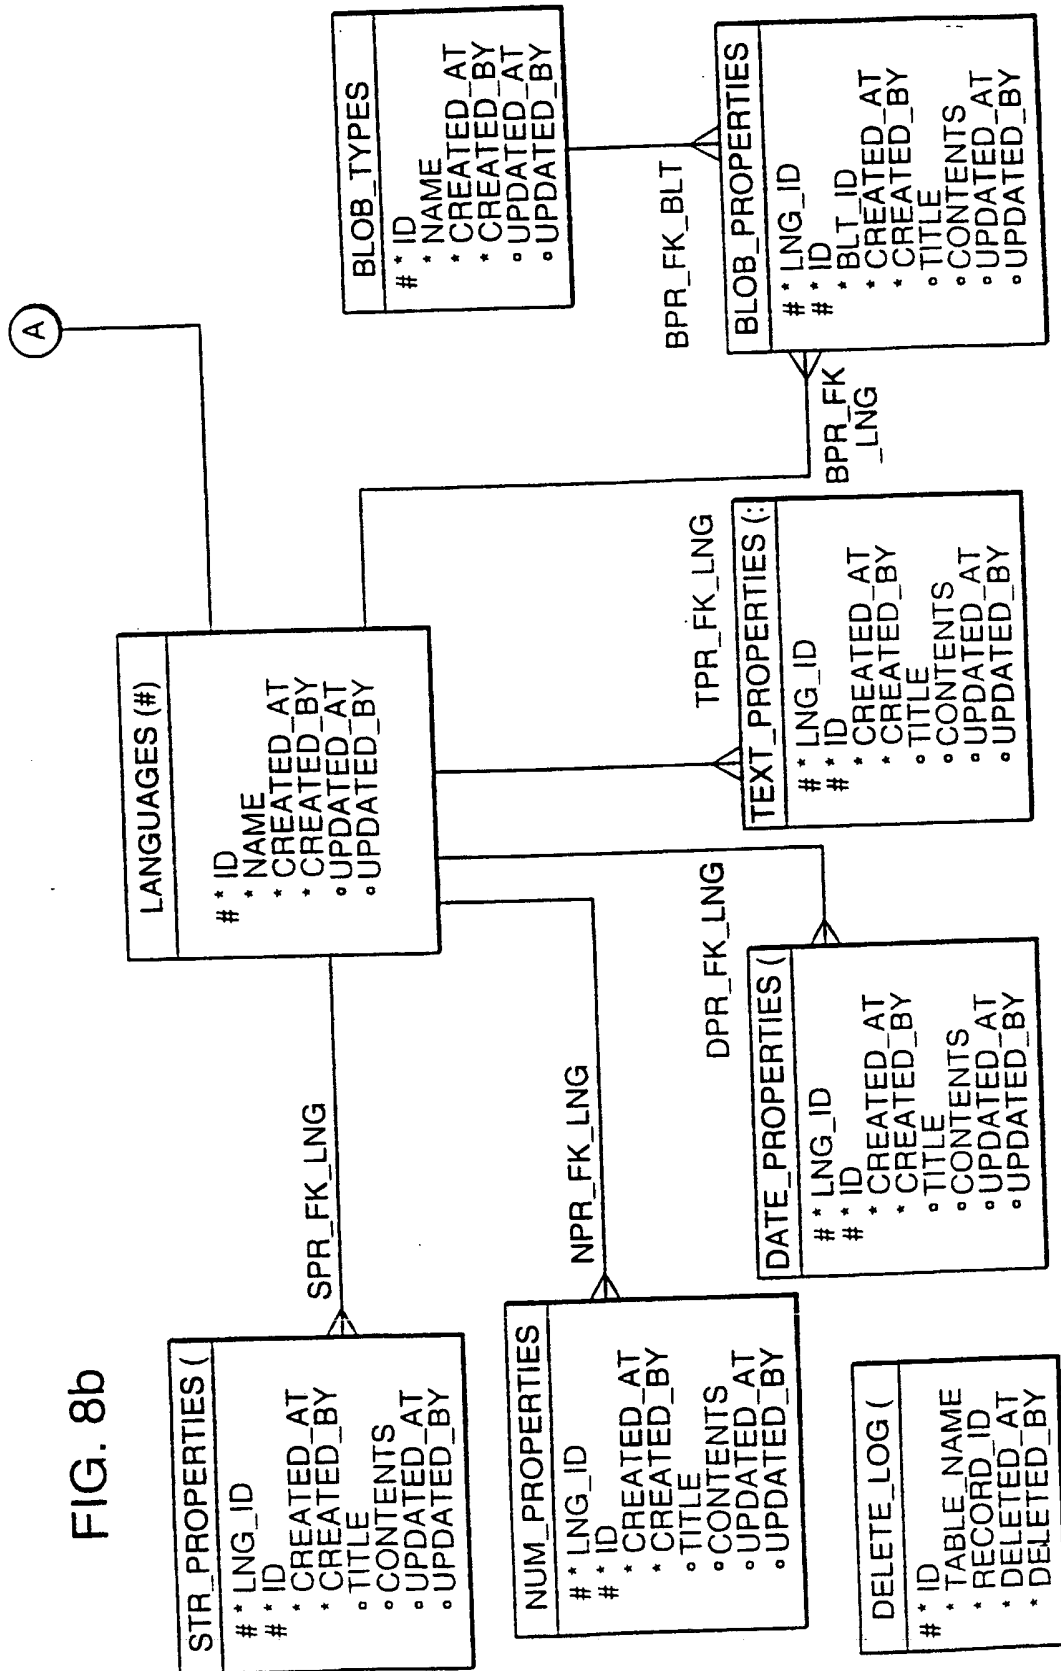 FIG. 8b
STR_PROPERTIES (
# * LNG_ID
# * ID
* CREATED_AT
* CREATED_BY
° TITLE
° CONTENTS
° UPDATED_AT
° UPDATED_BY
SPR_FK_LNG
LANGUAGES (#)
# * ID
* NAME
* CREATED_AT
* CREATED_BY
° UPDATED_AT
° UPDATED_BY
A
BLOB_TYPES
# * ID
* NAME
* CREATED_AT
* CREATED_BY
° UPDATED_AT
° UPDATED_BY
NUM_PROPERTIES
# * LNG_ID
# * ID
* CREATED_AT
* CREATED_BY
° TITLE
° CONTENTS
° UPDATED_AT
° UPDATED_BY
NPR_FK_LNG
DPR_FK_LNG
TPR_FK_LNG
BPR_FK_BLT
BPR_FK
_LNG
DELETE_LOG (
# * ID
* TABLE_NAME
* RECORD_ID
* DELETED_AT
* DELETED_BY
DATE_PROPERTIES (
# * LNG_ID
# * ID
* CREATED_AT
* CREATED_BY
° TITLE
° CONTENTS
° UPDATED_AT
° UPDATED_BY
TEXT_PROPERTIES (:
# * LNG_ID
# * ID
* CREATED_AT
* CREATED_BY
° TITLE
° CONTENTS
° UPDATED_AT
° UPDATED_BY
BLOB_PROPERTIES
# * LNG_ID
# * ID
* BLT_ID
* CREATED_AT
* CREATED_BY
° TITLE
° CONTENTS
° UPDATED_AT
° UPDATED_BY